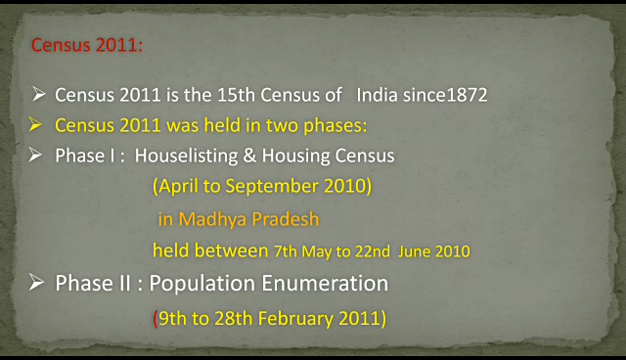 Census 2011:
➢ Census 2011 is the 15th Census of India since1872
➢ Census 2011 was held in two phases:
➢ Phase I : Houselisting & Housing Census
(April to September 2010)
in Madhya Pradesh
held between 7th May to 22nd June 2010
➢ Phase II : Population Enumeration
(9th to 28th February 2011)